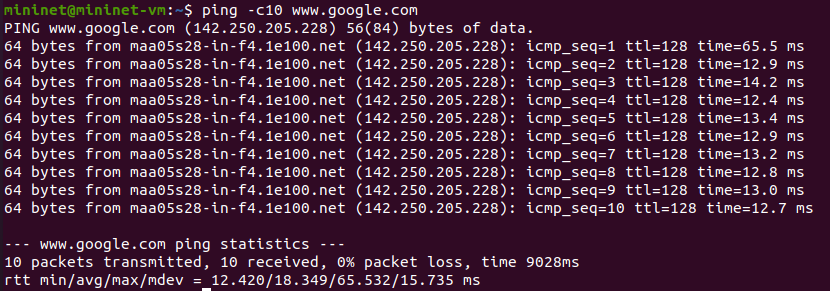 mininet@mininet-vm:~$ ping -c10 www.google.com
PING www.google.com (142.250.205.228) 56(84) bytes of data.
64 bytes from maa05s28-in-f4.1e100.net (142.250.205.228): icmp_seq=1 ttl=128 time=65.5 ms
64 bytes from maa05s28-in-f4.1e100.net (142.250.205.228): icmp_seq=2 ttl=128 time=12.9 ms
64 bytes from maa05s28-in-f4.1e100.net (142.250.205.228): icmp_seq=3 ttl=128 time=14.2 ms
64 bytes from maa05s28-in-f4.1e100.net (142.250.205.228): icmp_seq=4 ttl=128 time=12.4 ms
64 bytes from maa05s28-in-f4.1e100.net (142.250.205.228): icmp_seq=5 ttl=128 time=13.4 ms
64 bytes from maa05s28-in-f4.1e100.net (142.250.205.228): icmp_seq=6 ttl=128 time=12.9 ms
64 bytes from maa05s28-in-f4.1e100.net (142.250.205.228): icmp_seq=7 ttl=128 time=13.2 ms
64 bytes from maa05s28-in-f4.1e100.net (142.250.205.228): icmp_seq=8 ttl=128 time=12.8 ms
64 bytes from maa05s28-in-f4.1e100.net (142.250.205.228): icmp_seq=9 ttl=128 time=13.0 ms
64 bytes from maa05s28-in-f4.1e100.net (142.250.205.228): icmp_seq=10 ttl=128 time=12.7 ms
--- www.google.com ping statistics ---
10 packets transmitted, 10 received, 0% packet loss, time 9028ms
rtt min/avg/max/mdev = 12.420/18.349/65.532/15.735 ms